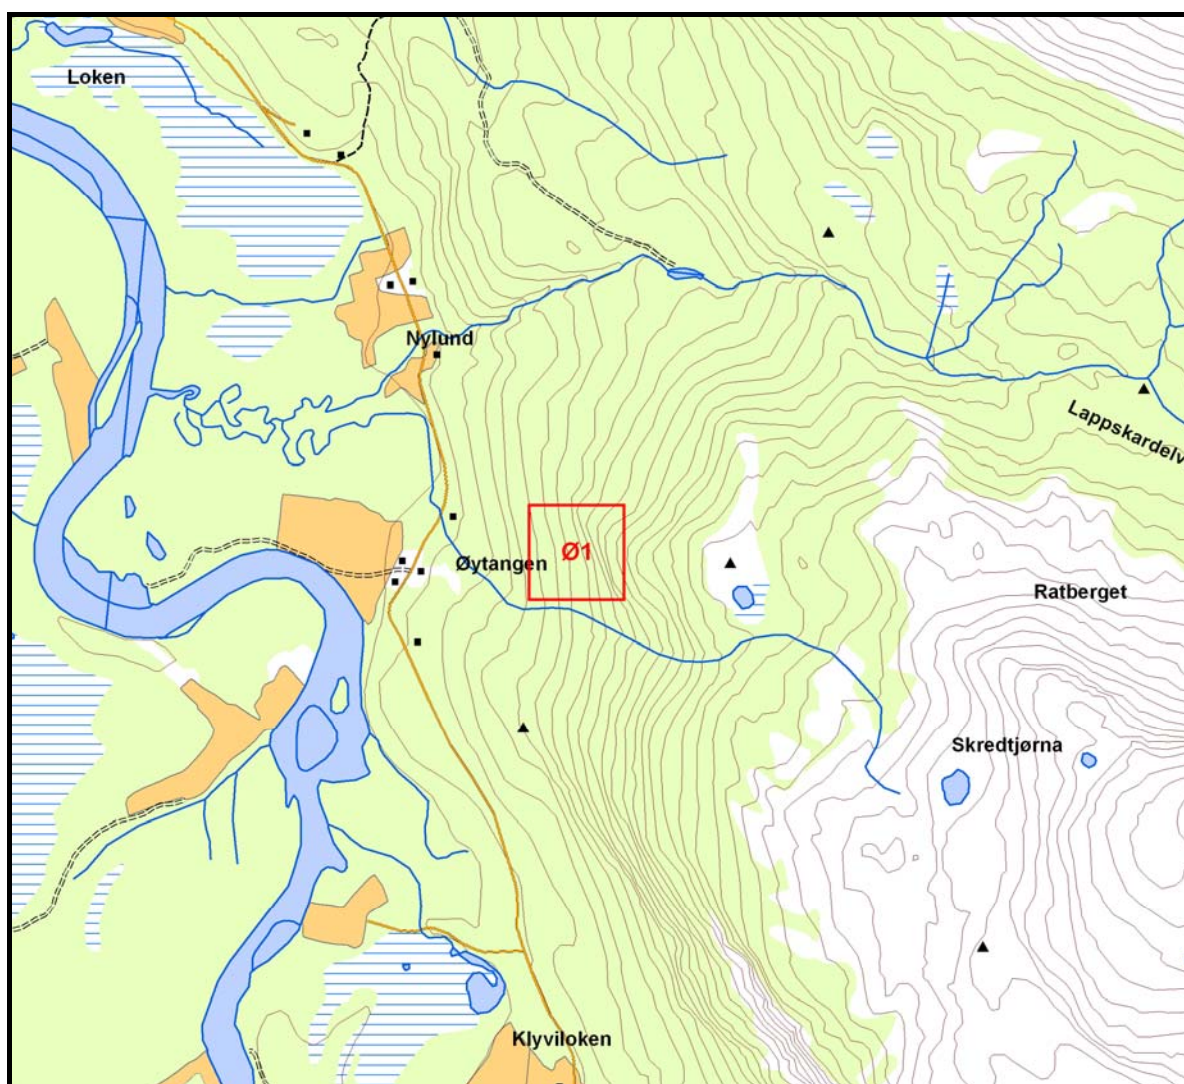 Loken
Nylund
Lappskardelv
Øytangen
Ø1
Ratberget
Skredtjørna
Klyviloken